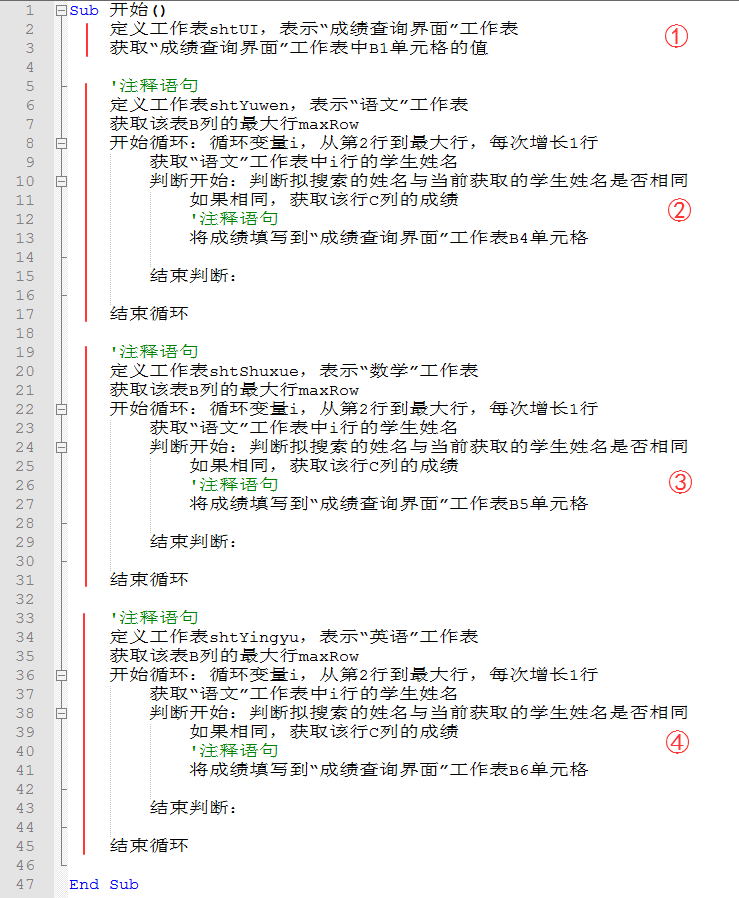 1 Sub 开始()
2 定义工作表shtUI，表示“成绩查询界面”工作表
①
3 获取“成绩查询界面”工作表中B1单元格的值
4
5 '注释语句
6 定义工作表shtYuwen，表示“语文”工作表
7 获取该表B列的最大行maxRow
8 开始循环：循环变量i，从第2行到最大行，每次增长1行
9 获取“语文”工作表中i行的学生姓名
10 判断开始：判断拟搜索的姓名与当前获取的学生姓名是否相同
11 如果相同，获取该行C列的成绩
②
12 '注释语句
13 将成绩填写到“成绩查询界面”工作表B4单元格
14
15 结束判断：
16
17 结束循环
18
19 '注释语句
20 定义工作表shtShuxue，表示“数学”工作表
21 获取该表B列的最大行maxRow
22 开始循环：循环变量i，从第2行到最大行，每次增长1行
23 获取“语文”工作表中i行的学生姓名
24 判断开始：判断拟搜索的姓名与当前获取的学生姓名是否相同
25 如果相同，获取该行C列的成绩
③
26 '注释语句
27 将成绩填写到“成绩查询界面”工作表B5单元格
28
29 结束判断：
30
31 结束循环
32
33 '注释语句
34 定义工作表shtYingyu，表示“英语”工作表
35 获取该表B列的最大行maxRow
36 开始循环：循环变量i，从第2行到最大行，每次增长1行
37 获取“语文”工作表中i行的学生姓名
38 判断开始：判断拟搜索的姓名与当前获取的学生姓名是否相同
39 如果相同，获取该行C列的成绩
④
40 '注释语句
41 将成绩填写到“成绩查询界面”工作表B6单元格
42
43 结束判断：
44
45 结束循环
46
47 End Sub